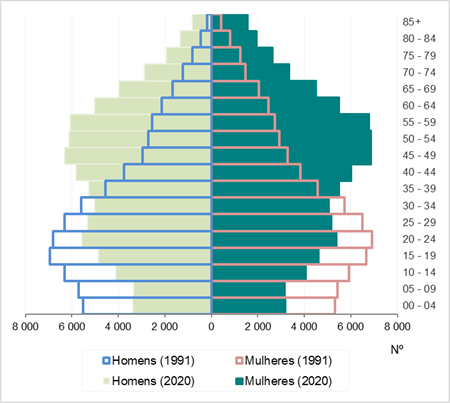 85+
80 - 84
75 - 79
70 - 74
65 - 69
60 - 64
55 - 59
50 - 54
45 - 49
40 - 44
35 - 39
30 - 34
25 - 29
20 - 24
15 - 19
10 - 14
05 - 09
00 - 04
8 000 6 000 4 000 2 000 0 2 000 4 000 6 000 8 000
Nº
Homens (1991) Mulheres (1991)
Homens (2020) Mulheres (2020)